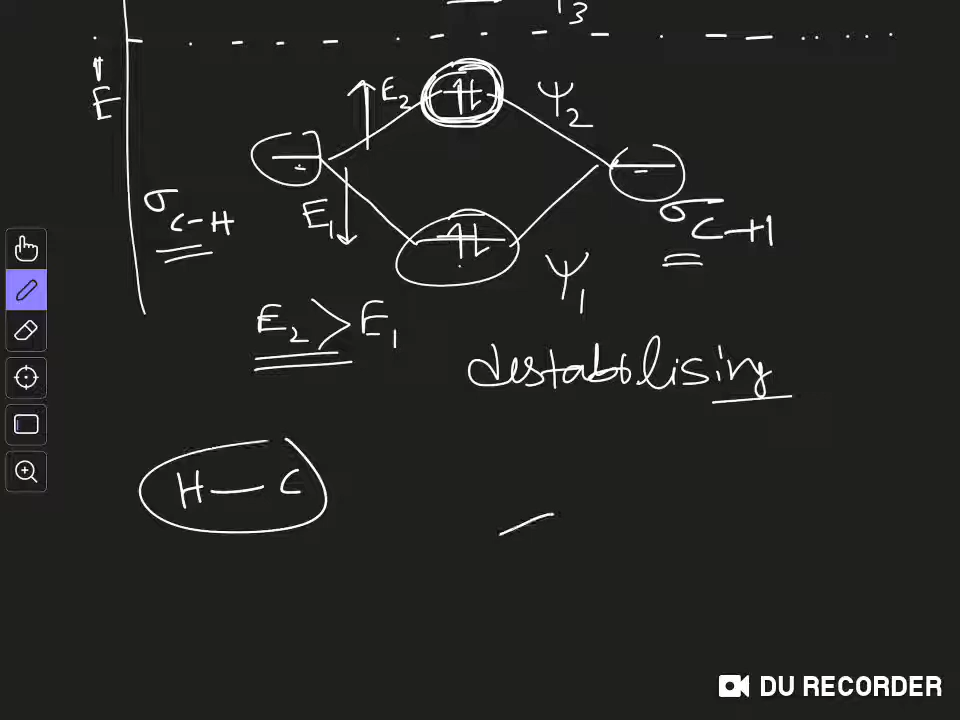 ψ3
E
E2
ψ2
σC-H
E1
σC-H
ψ1
E2 > E1
destabilising
H — C
DU RECORDER